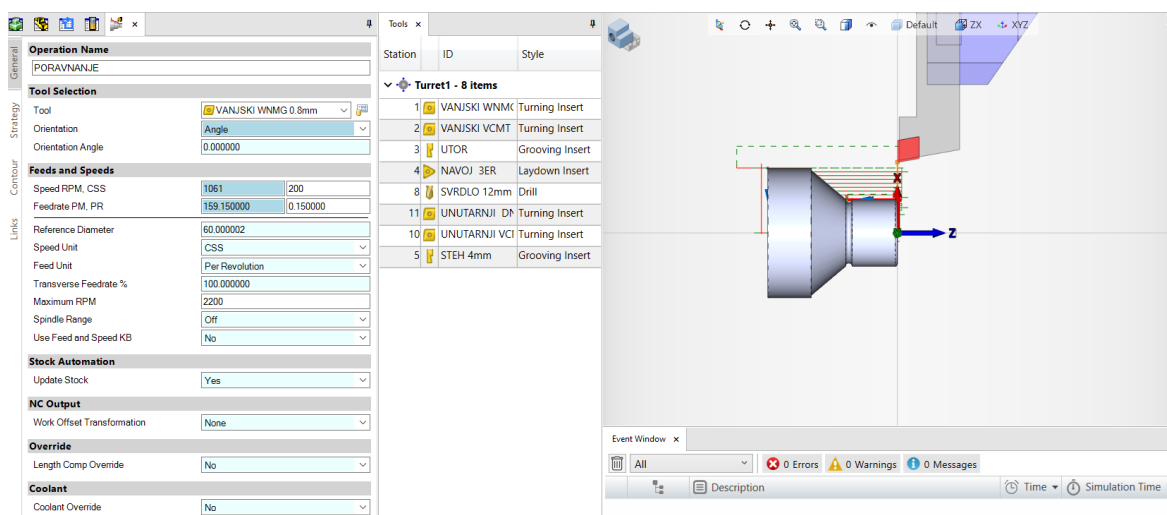 General
Strategy
Contour
Links
Operation Name
PORAVNANJE
Tool Selection
Tool VANJSKI WNMG 0.8mm
Orientation Angle
Orientation Angle 0.000000
Feeds and Speeds
Speed RPM, CSS 1061 200
Feedrate PM, PR 159.150000 0.150000
Reference Diameter 60.000002
Speed Unit CSS
Feed Unit Per Revolution
Transverse Feedrate % 100.000000
Maximum RPM 2200
Spindle Range Off
Use Feed and Speed KB No
Stock Automation
Update Stock Yes
NC Output
Work Offset Transformation None
Override
Length Comp Override No
Coolant
Coolant Override No
Tools
Station ID Style
Turret1 - 8 items
1 VANJSKI WNMG Turning Insert
2 VANJSKI VCMT Turning Insert
3 UTOR Grooving Insert
4 NAVOJ 3ER Laydown Insert
8 SVRDLO 12mm Drill
11 UNUTARNJI DN Turning Insert
10 UNUTARNJI VCI Turning Insert
5 STEH 4mm Grooving Insert
Default ZX XYZ
X
Z
Event Window
All 0 Errors 0 Warnings 0 Messages
Description Time Simulation Time